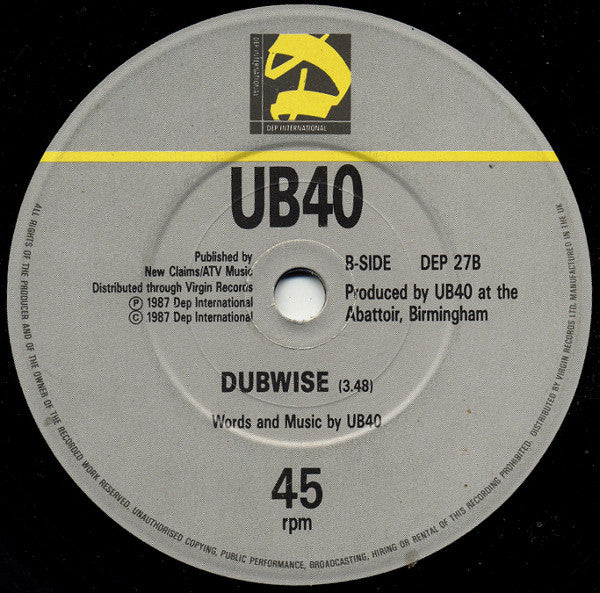 DEP INTERNATIONAL
UB40
Published by
New Claims/ATV Music
Distributed through Virgin Records
Ⓟ 1987 Dep International
© 1987 Dep International
B-SIDE DEP 27B
Produced by UB40 at the
Abattoir, Birmingham
DUBWISE (3.48)
Words and Music by UB40
45
rpm
ALL RIGHTS OF THE PRODUCER AND OF THE OWNER OF THE RECORDED WORK RESERVED. UNAUTHORISED COPYING, PUBLIC PERFORMANCE, BROADCASTING, HIRING OR RENTAL OF THIS RECORDING PROHIBITED. DISTRIBUTED BY VIRGIN RECORDS LTD. MANUFACTURED IN THE UK